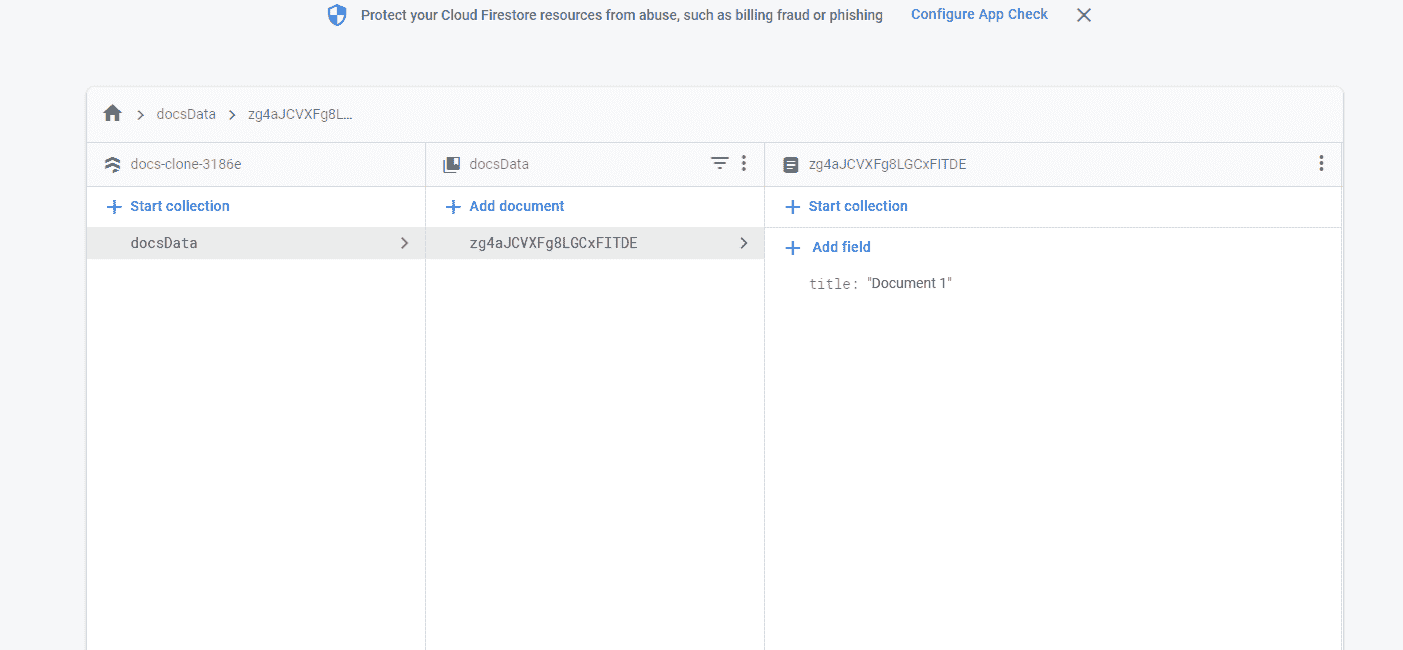 Protect your Cloud Firestore resources from abuse, such as billing fraud or phishing Configure App Check
docsData zg4aJCVXFg8L...
docs-clone-3186e
docsData
zg4aJCVXFg8LGCxFITDE
Start collection
Add document
Start collection
docsData
zg4aJCVXFg8LGCxFITDE
Add field
title: "Document 1"